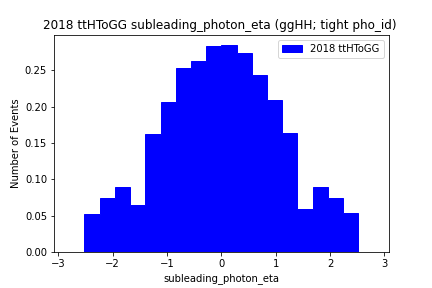 2018 ttHToGG subleading_photon_eta (ggHH; tight pho_id)
2018 ttHToGG
Number of Events
0.25
0.20
0.15
0.10
0.05
0.00
−3 −2 −1 0 1 2 3
subleading_photon_eta